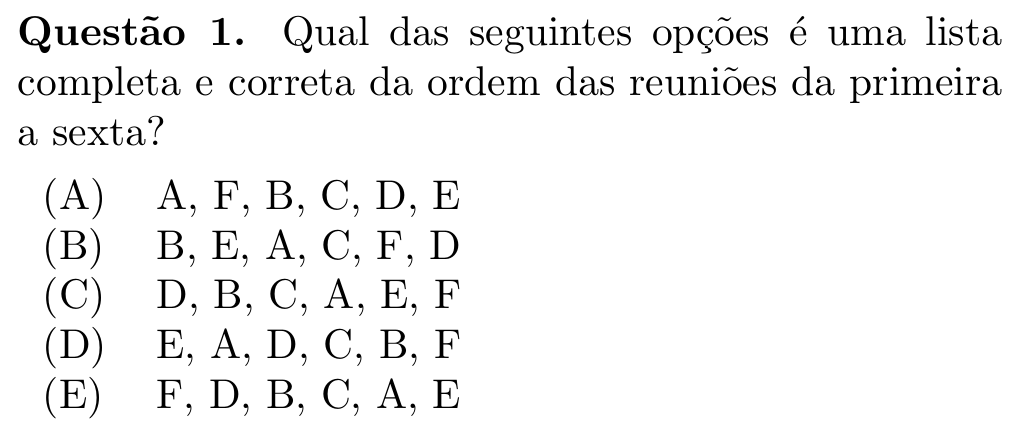 Questão 1. Qual das seguintes opções é uma lista
completa e correta da ordem das reuniões da primeira
a sexta?
(A) A, F, B, C, D, E
(B) B, E, A, C, F, D
(C) D, B, C, A, E, F
(D) E, A, D, C, B, F
(E) F, D, B, C, A, E